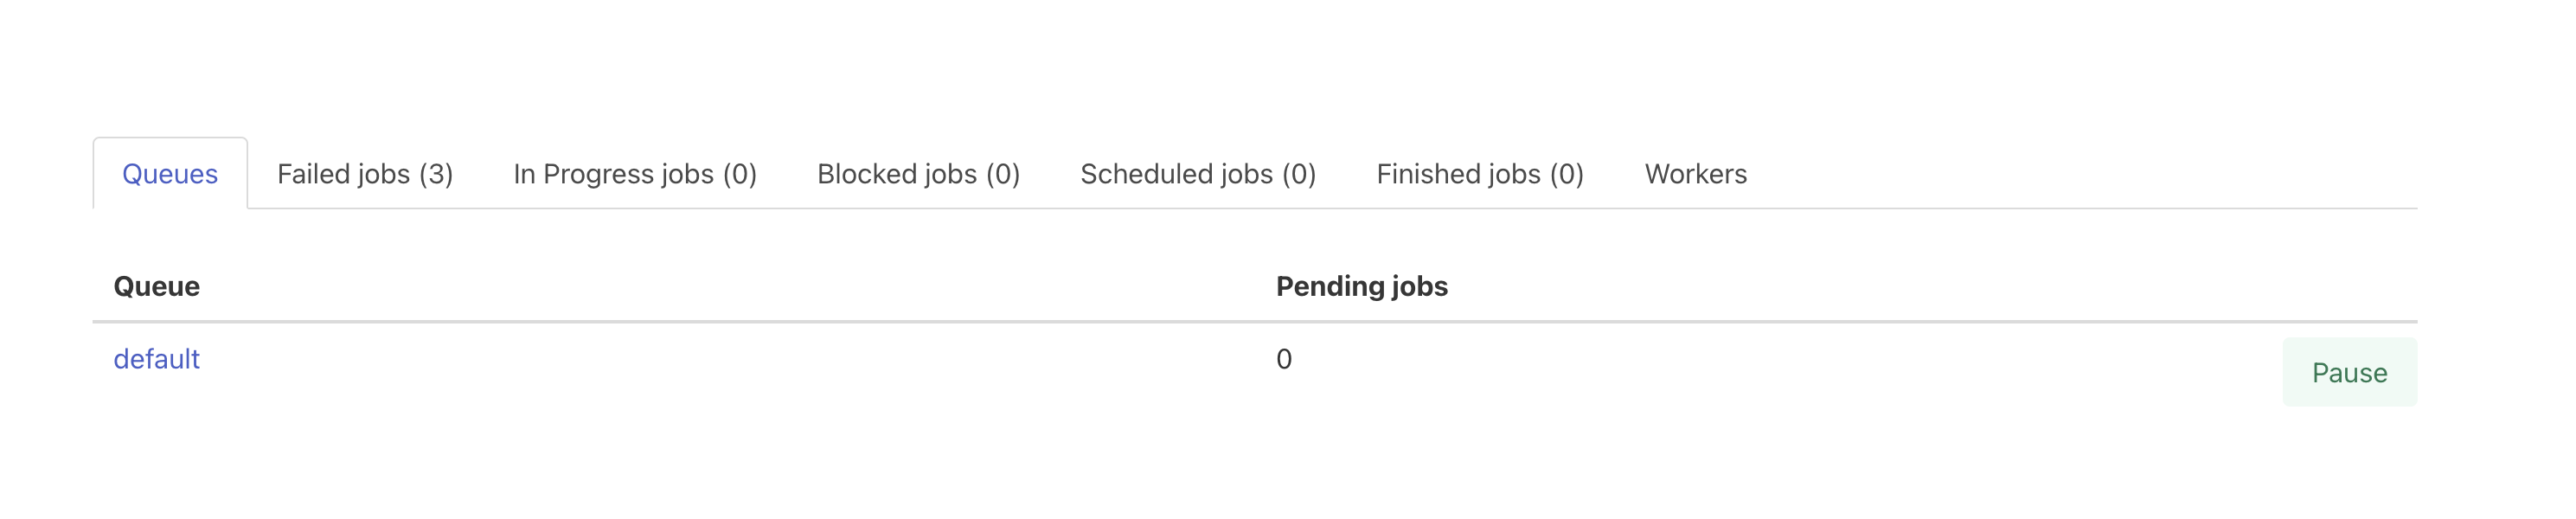 Queues Failed jobs (3) In Progress jobs (0) Blocked jobs (0) Scheduled jobs (0) Finished jobs (0) Workers
Queue Pending jobs
default 0 Pause